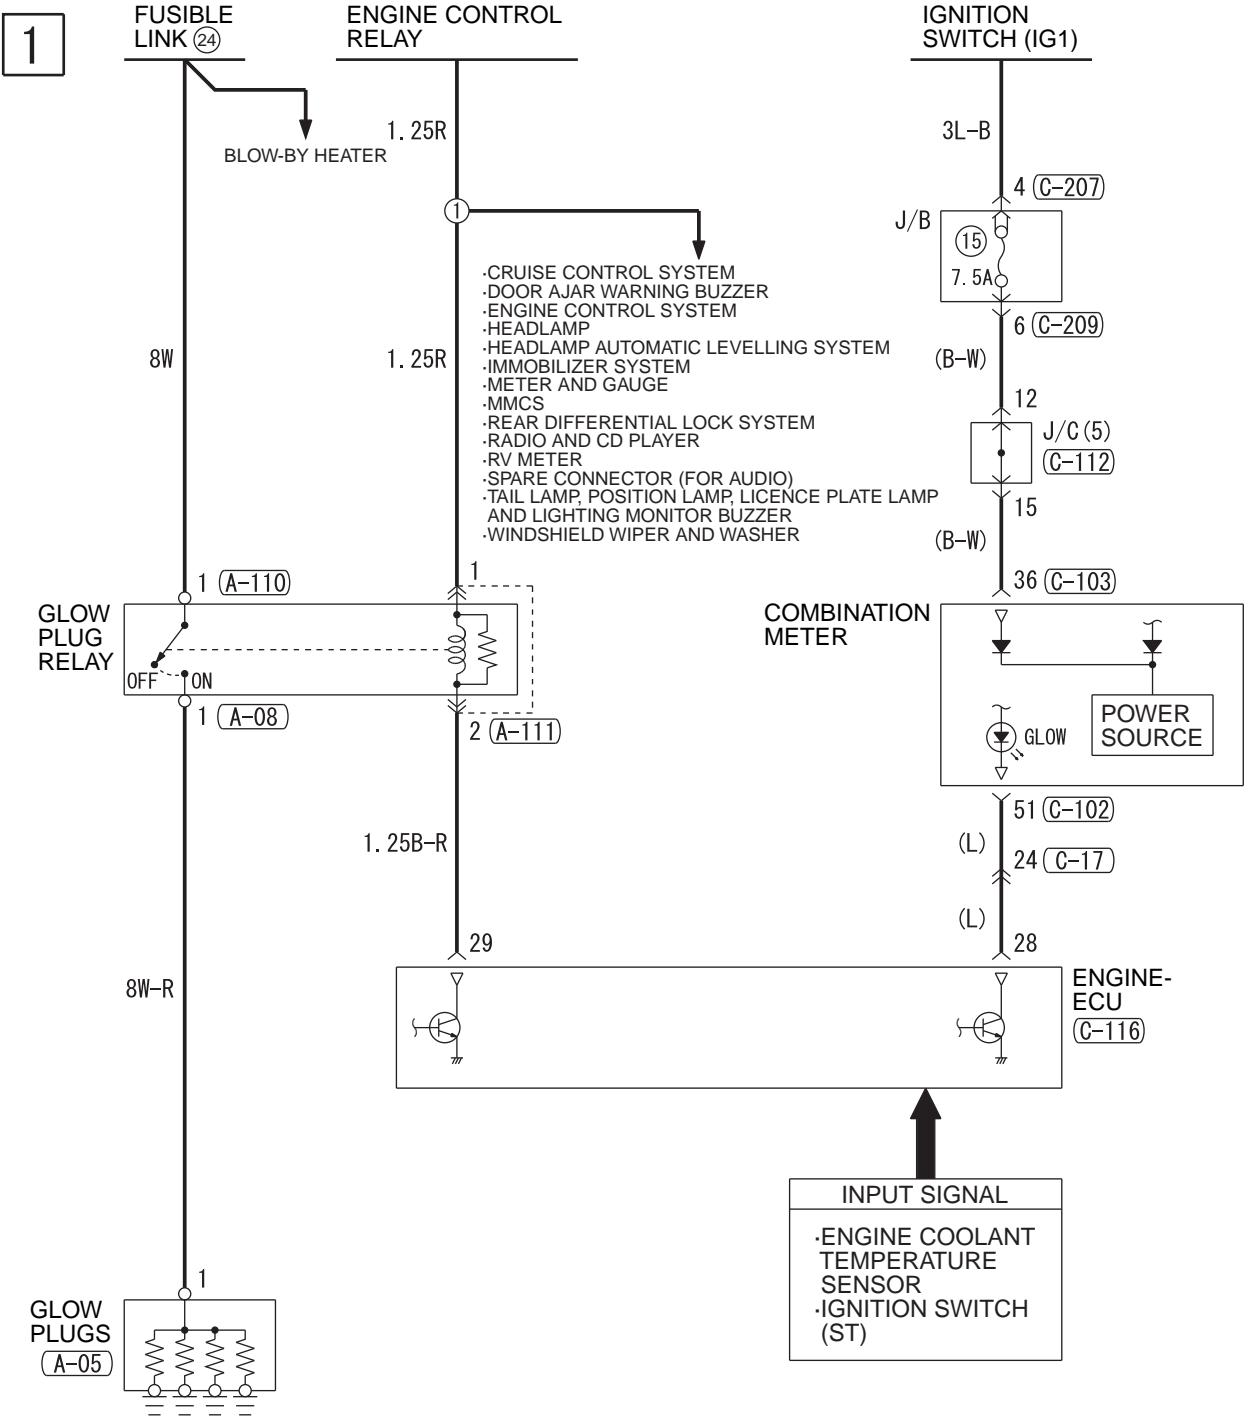 1
FUSIBLE
LINK 24
ENGINE CONTROL
RELAY
IGNITION
SWITCH (IG1)
BLOW-BY HEATER
1.25R
3L-B
4 C-207
1
J/B
15
7.5A
·CRUISE CONTROL SYSTEM
·DOOR AJAR WARNING BUZZER
·ENGINE CONTROL SYSTEM
·HEADLAMP
·HEADLAMP AUTOMATIC LEVELLING SYSTEM
·IMMOBILIZER SYSTEM
·METER AND GAUGE
·MMCS
·REAR DIFFERENTIAL LOCK SYSTEM
·RADIO AND CD PLAYER
·RV METER
·SPARE CONNECTOR (FOR AUDIO)
·TAIL LAMP, POSITION LAMP, LICENCE PLATE LAMP
AND LIGHTING MONITOR BUZZER
·WINDSHIELD WIPER AND WASHER
8W
1.25R
6 C-209
(B-W)
12
J/C(5)
C-112
15
(B-W)
1 A-110
1
36 C-103
GLOW
PLUG
RELAY
OFF
ON
COMBINATION
METER
GLOW
POWER
SOURCE
1 A-08
2 A-111
51 C-102
1.25B-R
(L)
24 C-17
(L)
29
28
8W-R
ENGINE-
ECU
C-116
INPUT SIGNAL
·ENGINE COOLANT
TEMPERATURE
SENSOR
·IGNITION SWITCH
(ST)
1
GLOW
PLUGS
A-05